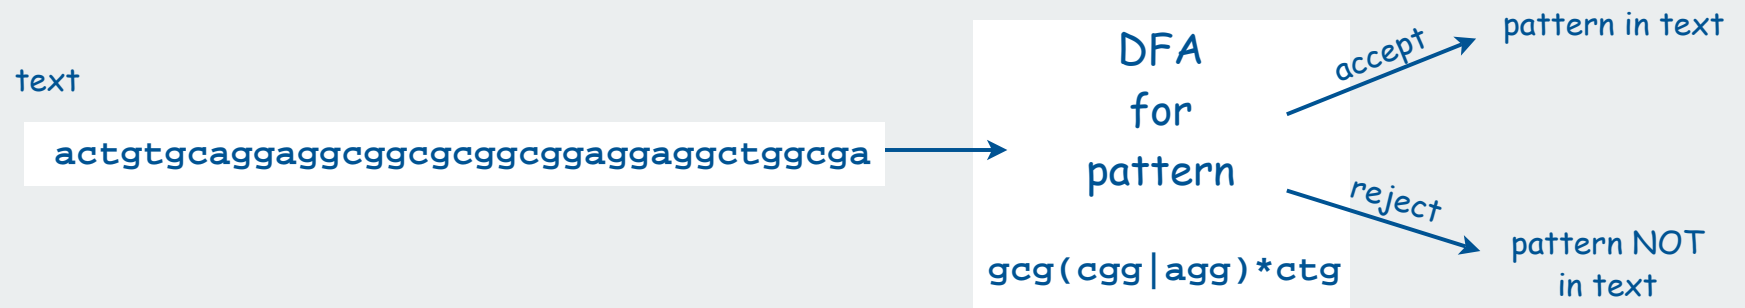 text
actgtgcaggaggcggcgcggcggaggaggctggcga
DFA
for
pattern
gcg(cgg|agg)*ctg
accept
pattern in text
reject
pattern NOT
in text